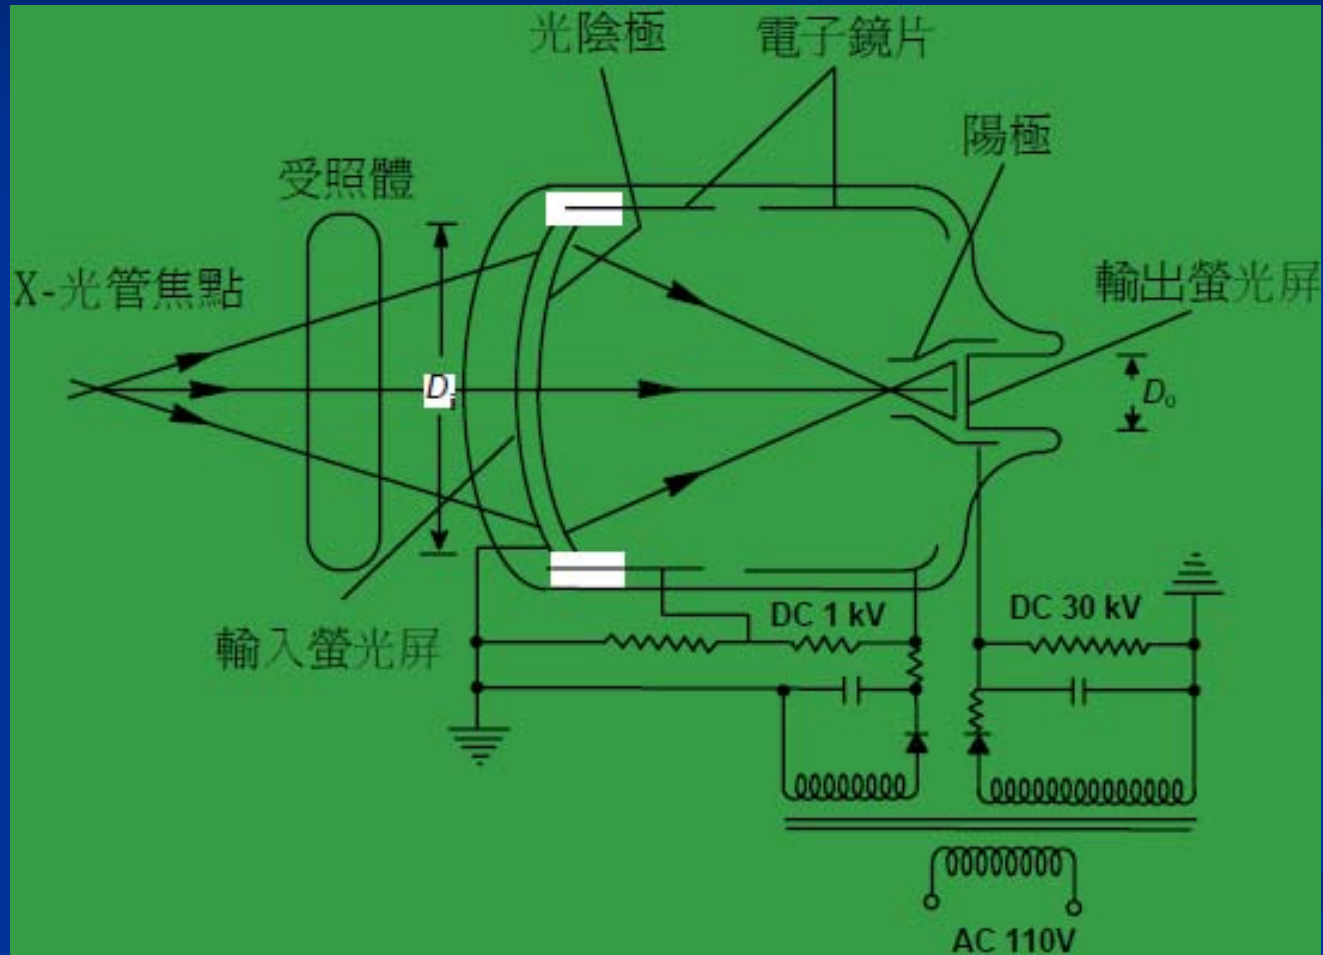 光陰極
電子鏡片
陽極
受照體
X-光管焦點
輸出螢光屏
Di
Do
輸入螢光屏
DC 1 kV
DC 30 kV
AC 110V